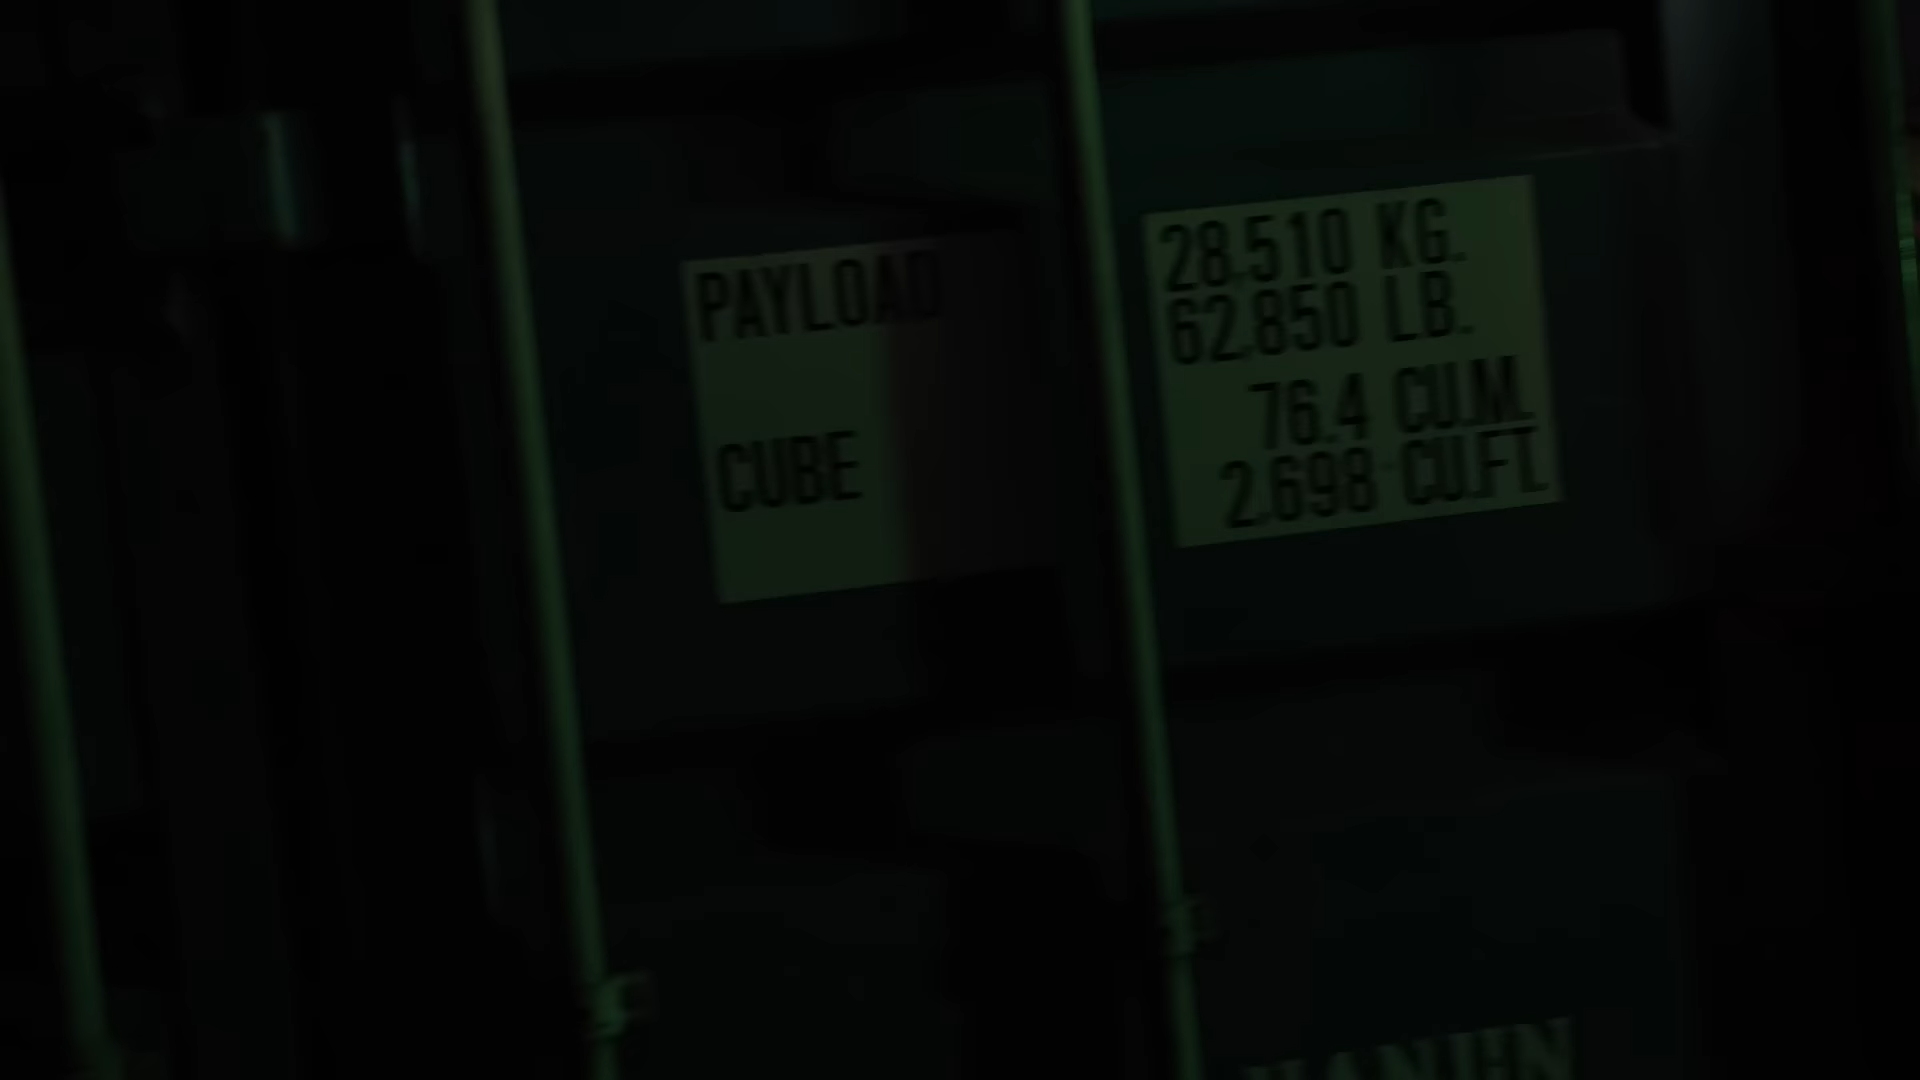 PAYLOAD 28,510 KG.
62,850 LB.
CUBE 76.4 CU.M.
2,698 CU.FT.